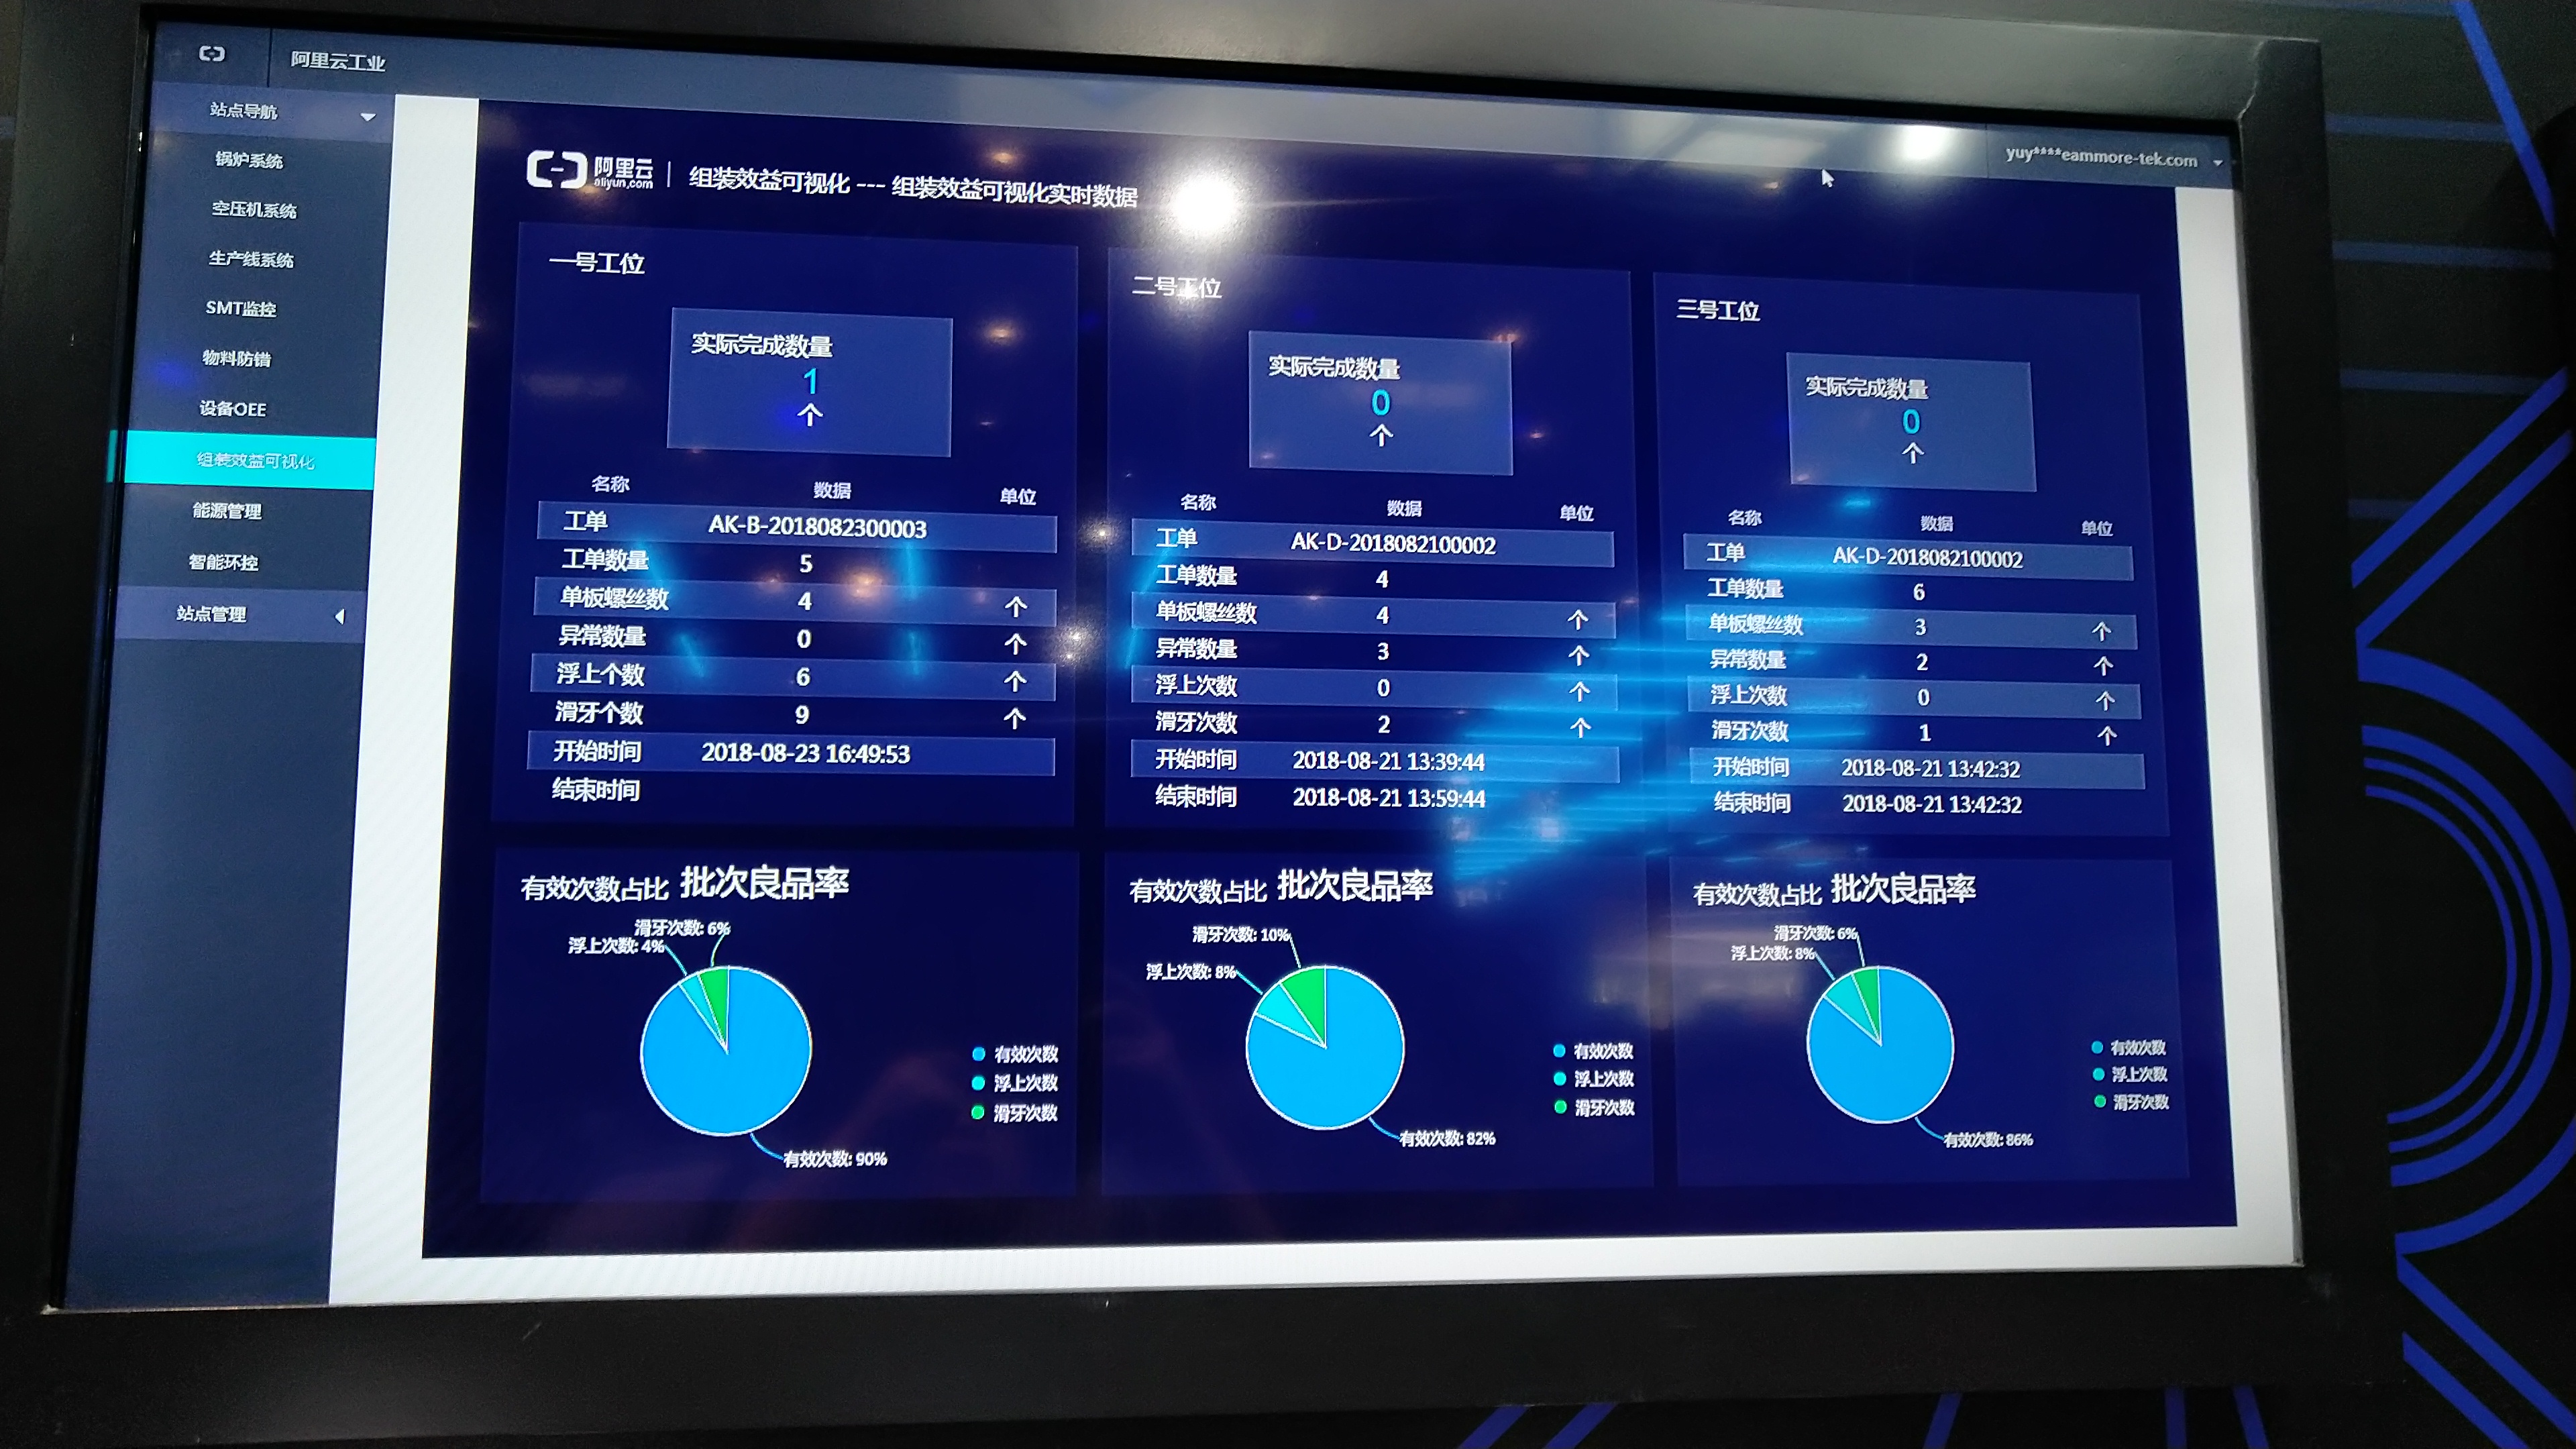 阿里云工业
yuy****eammore-tek.com
站点导航
锅炉系统
空压机系统
生产线系统
SMT监控
物料防错
设备OEE
组装效益可视化
能源管理
智能环控
站点管理
阿里云
aliyun.com
组装效益可视化 --- 组装效益可视化实时数据
一号工位
实际完成数量
1
个
名称 数据 单位
工单 AK-B-2018082300003
工单数量 5
单板螺丝数 4 个
异常数量 0 个
浮上个数 6 个
滑牙个数 9 个
开始时间 2018-08-23 16:49:53
结束时间
二号工位
实际完成数量
0
个
名称 数据 单位
工单 AK-D-2018082100002
工单数量 4
单板螺丝数 4 个
异常数量 3 个
浮上次数 0 个
滑牙次数 2 个
开始时间 2018-08-21 13:39:44
结束时间 2018-08-21 13:59:44
三号工位
实际完成数量
0
个
名称 数据 单位
工单 AK-D-2018082100002
工单数量 6
单板螺丝数 3 个
异常数量 2 个
浮上次数 0 个
滑牙次数 1 个
开始时间 2018-08-21 13:42:32
结束时间 2018-08-21 13:42:32
有效次数占比 批次良品率
滑牙次数: 6%
浮上次数: 4%
有效次数: 90%
有效次数
浮上次数
滑牙次数
有效次数占比 批次良品率
滑牙次数: 10%
浮上次数: 8%
有效次数: 82%
有效次数
浮上次数
滑牙次数
有效次数占比 批次良品率
滑牙次数: 6%
浮上次数: 8%
有效次数: 86%
有效次数
浮上次数
滑牙次数